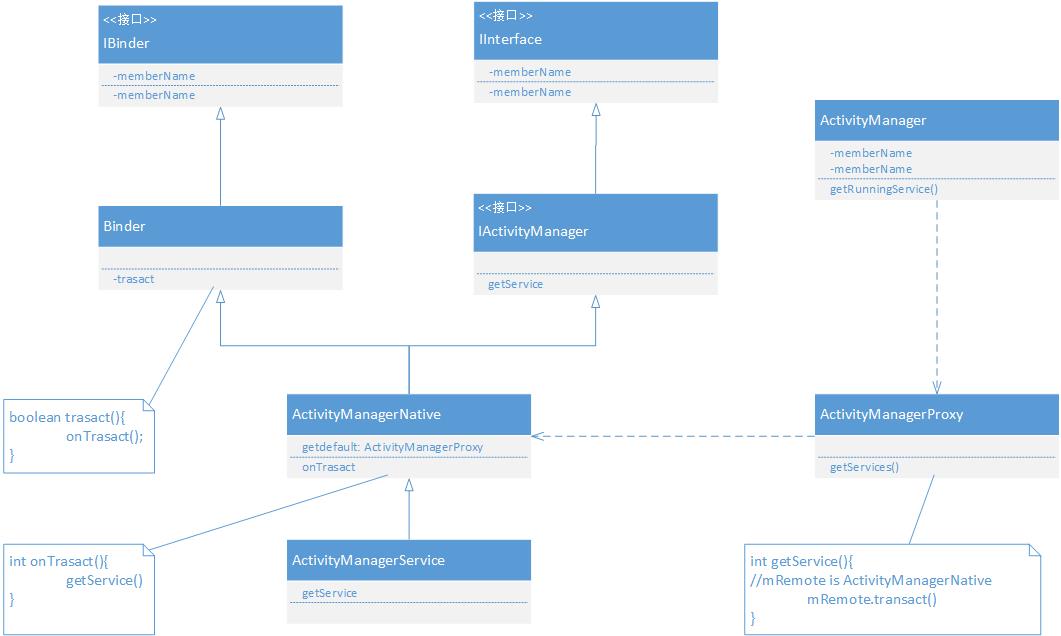 <<接口>>
IBinder
-memberName
-memberName
<<接口>>
IInterface
-memberName
-memberName
ActivityManager
-memberName
-memberName
getRunningService()
Binder
-trasact
<<接口>>
IActivityManager
getService
boolean trasact(){
onTrasact();
}
ActivityManagerNative
getdefault: ActivityManagerProxy
onTrasact
ActivityManagerProxy
getServices()
int onTrasact(){
getService()
}
ActivityManagerService
getService
int getService(){
//mRemote is ActivityManagerNative
mRemote.transact()
}